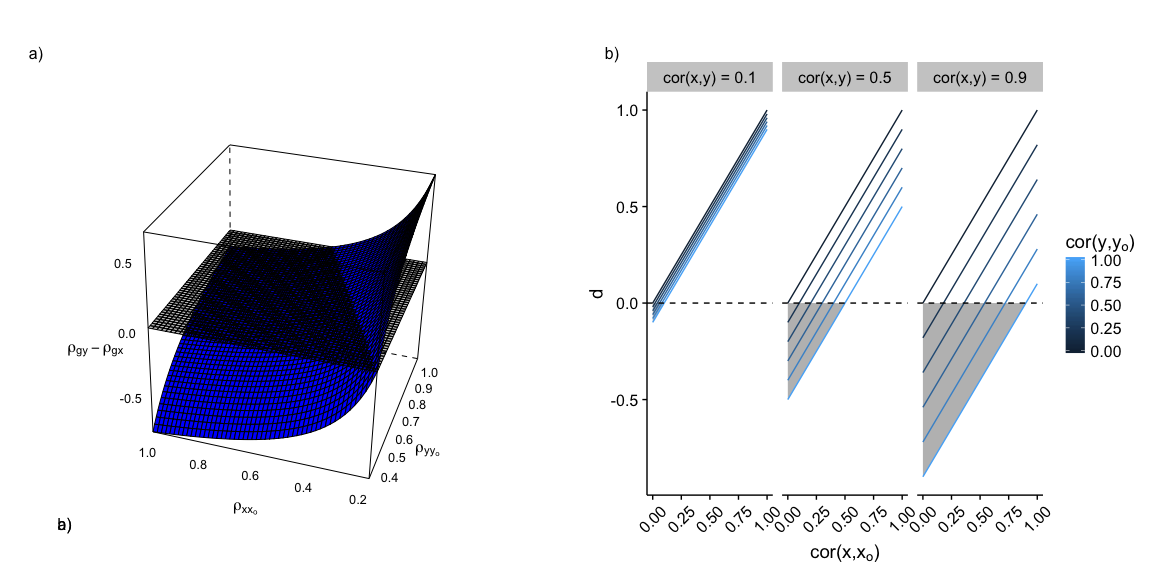 a)
0.5
0.0
ρgy − ρgx
-0.5
1.0
0.8
0.6
0.4
0.2
ρxxₒ
1.0
0.9
0.8
0.7
0.6
0.5
0.4
ρyyₒ
b)
cor(x,y) = 0.1
cor(x,y) = 0.5
cor(x,y) = 0.9
1.0
0.5
0.0
-0.5
d
0.00 0.25 0.50 0.75 1.00
0.00 0.25 0.50 0.75 1.00
0.00 0.25 0.50 0.75 1.00
cor(x,xₒ)
cor(y,yₒ)
1.00
0.75
0.50
0.25
0.00